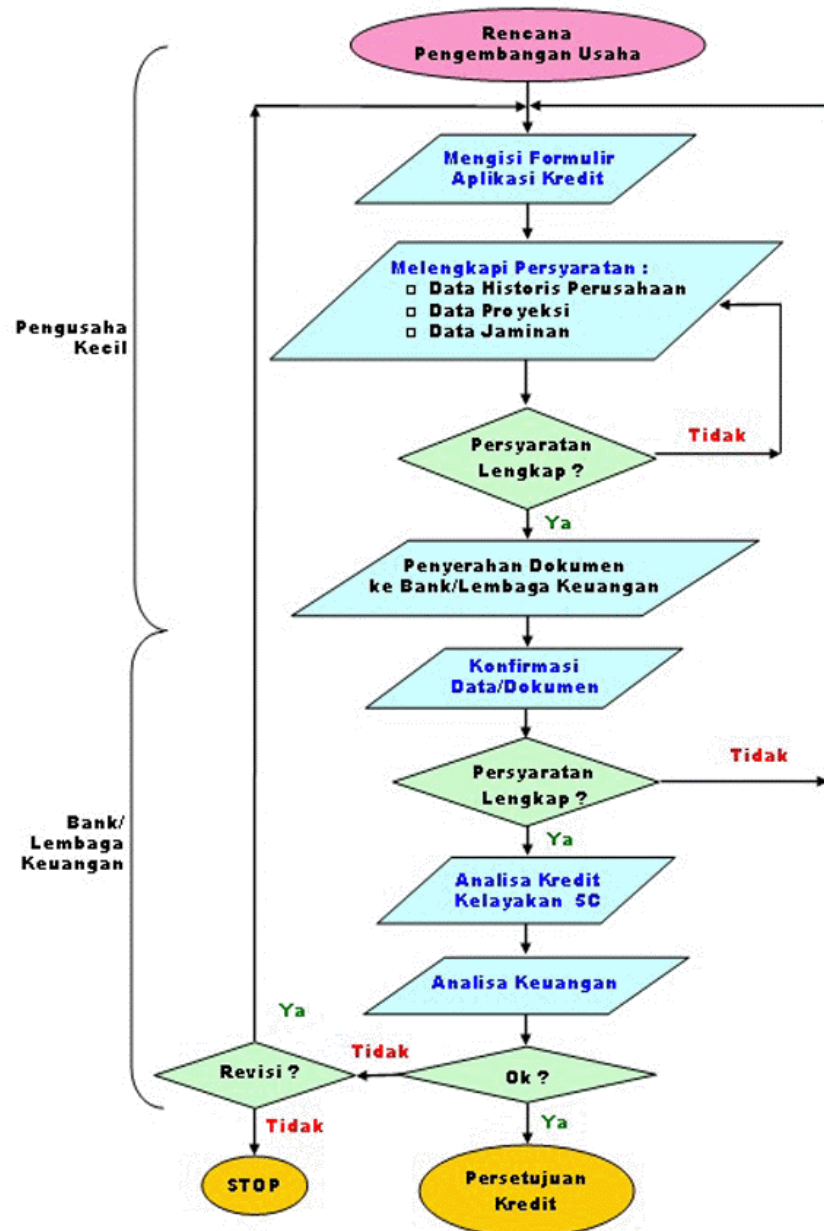 Rencana
Pengembangan Usaha
Mengisi Formulir
Aplikasi Kredit
Melengkapi Persyaratan :
Data Historis Perusahaan
Data Proyeksi
Data Jaminan
Pengusaha
Kecil
Persyaratan
Lengkap ?
Tidak
Ya
Penyerahan Dokumen
ke Bank/Lembaga Keuangan
Konfirmasi
Data/Dokumen
Persyaratan
Lengkap ?
Tidak
Ya
Bank/
Lembaga
Keuangan
Analisa Kredit
Kelayakan 5C
Analisa Keuangan
Ya
Revisi ?
Tidak
Ok ?
Tidak
Ya
STOP
Persetujuan
Kredit